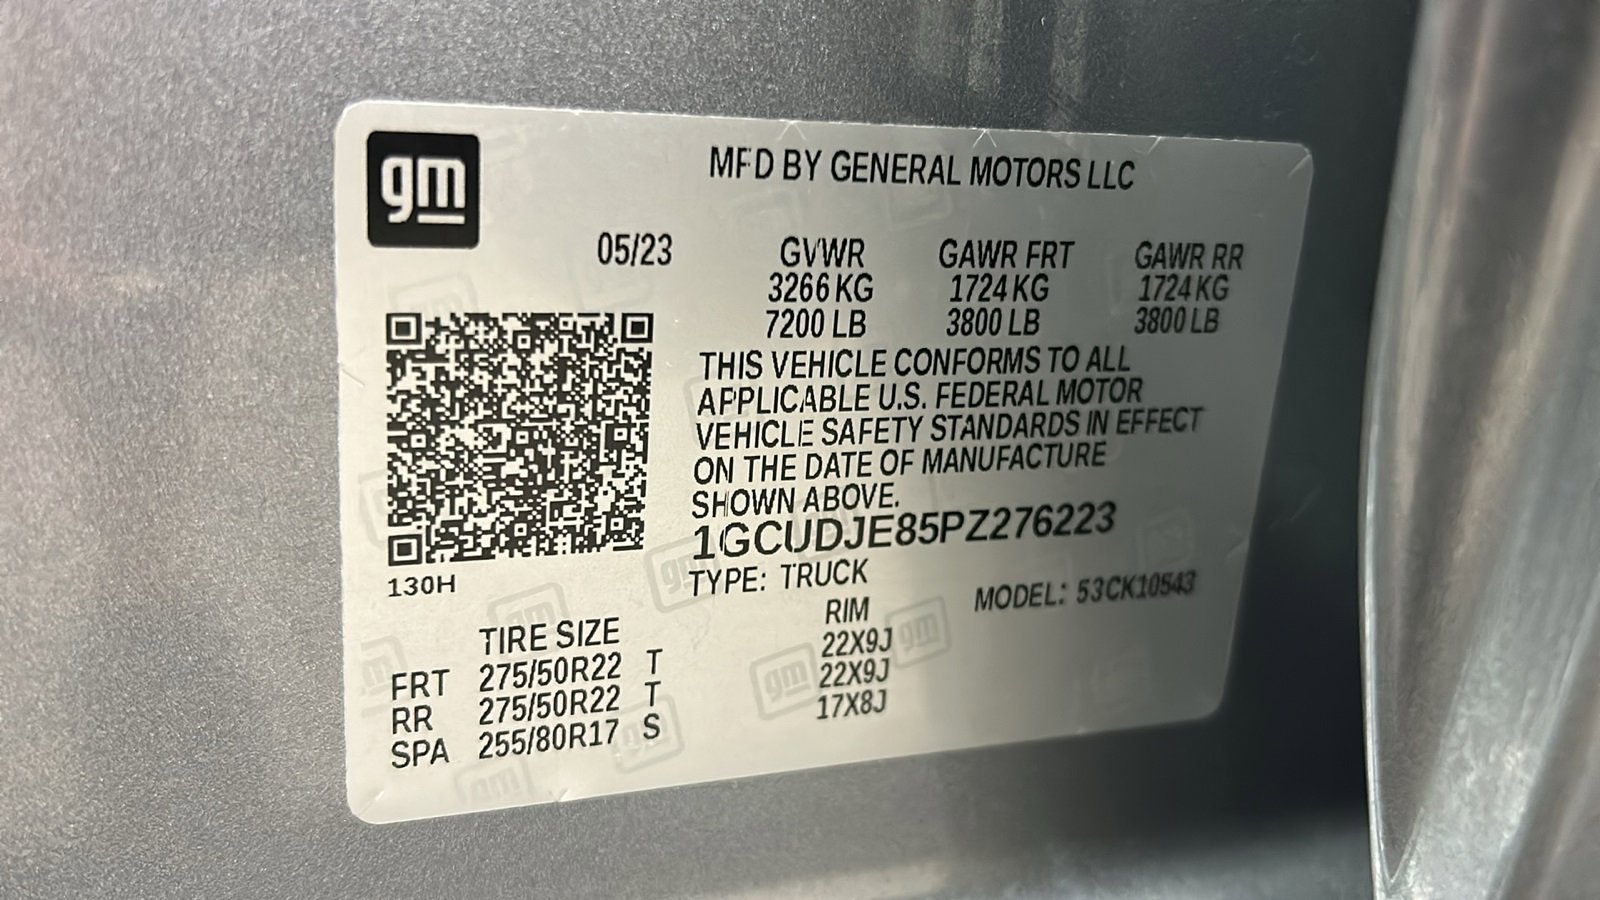 gm
MFD BY GENERAL MOTORS LLC
05/23 GVWR GAWR FRT GAWR RR
3266 KG 1724 KG 1724 KG
7200 LB 3800 LB 3800 LB
THIS VEHICLE CONFORMS TO ALL
APPLICABLE U.S. FEDERAL MOTOR
VEHICLE SAFETY STANDARDS IN EFFECT
ON THE DATE OF MANUFACTURE
SHOWN ABOVE.
1GCUDJE85PZ276223
130H
TYPE: TRUCK MODEL: 53CK10543
TIRE SIZE RIM
FRT 275/50R22 T 22X9J
RR 275/50R22 T 22X9J
SPA 255/80R17 S 17X8J